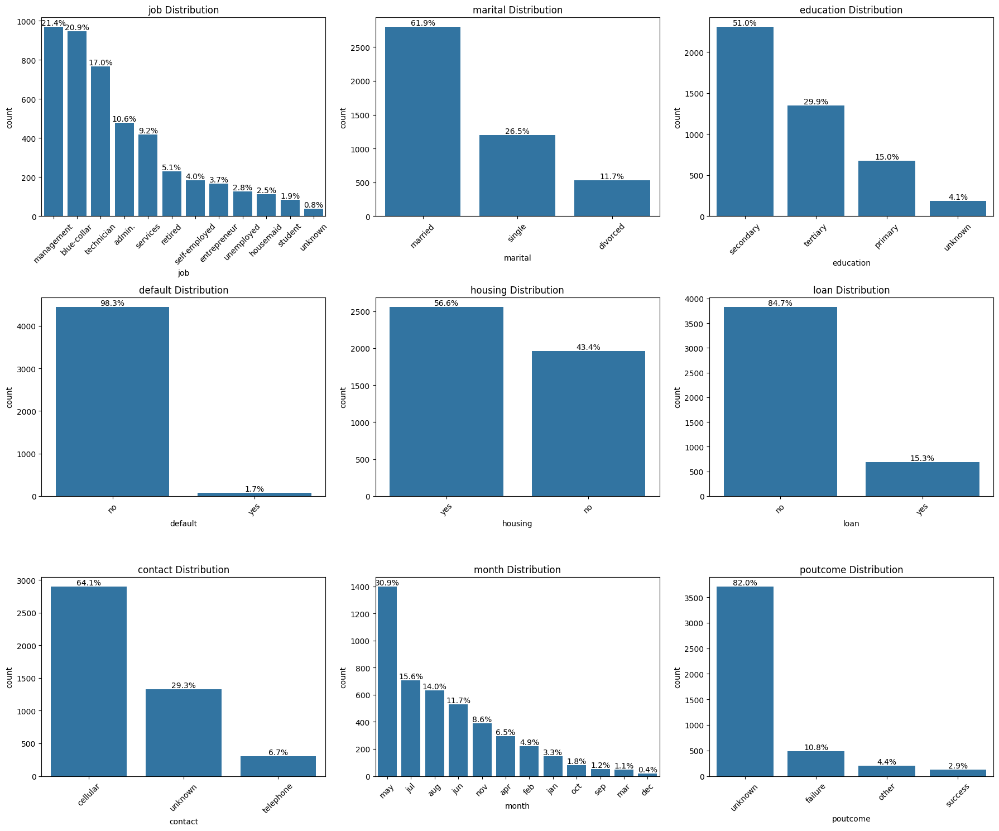 job Distribution
1000
800
600
400
200
0
count
21.4%
20.9%
17.0%
10.6%
9.2%
5.1%
4.0%
3.7%
2.8%
2.5%
1.9%
0.8%
management
blue-collar
technician
admin.
services
retired
self-employed
entrepreneur
unemployed
housemaid
student
unknown
job
marital Distribution
2500
2000
1500
1000
500
0
count
61.9%
26.5%
11.7%
married
single
divorced
marital
education Distribution
2000
1500
1000
500
0
count
51.0%
29.9%
15.0%
4.1%
secondary
tertiary
primary
unknown
education
default Distribution
4000
3000
2000
1000
0
count
98.3%
1.7%
no
yes
default
housing Distribution
2500
2000
1500
1000
500
0
count
56.6%
43.4%
yes
no
housing
loan Distribution
4000
3500
3000
2500
2000
1500
1000
500
0
count
84.7%
15.3%
no
yes
loan
contact Distribution
3000
2500
2000
1500
1000
500
0
count
64.1%
29.3%
6.7%
cellular
unknown
telephone
contact
month Distribution
1400
1200
1000
800
600
400
200
0
count
30.9%
15.6%
14.0%
11.7%
8.6%
6.5%
4.9%
3.3%
1.8%
1.2%
1.1%
0.4%
may
jul
aug
jun
nov
apr
feb
jan
oct
sep
mar
dec
month
poutcome Distribution
3500
3000
2500
2000
1500
1000
500
0
count
82.0%
10.8%
4.4%
2.9%
unknown
failure
other
success
poutcome